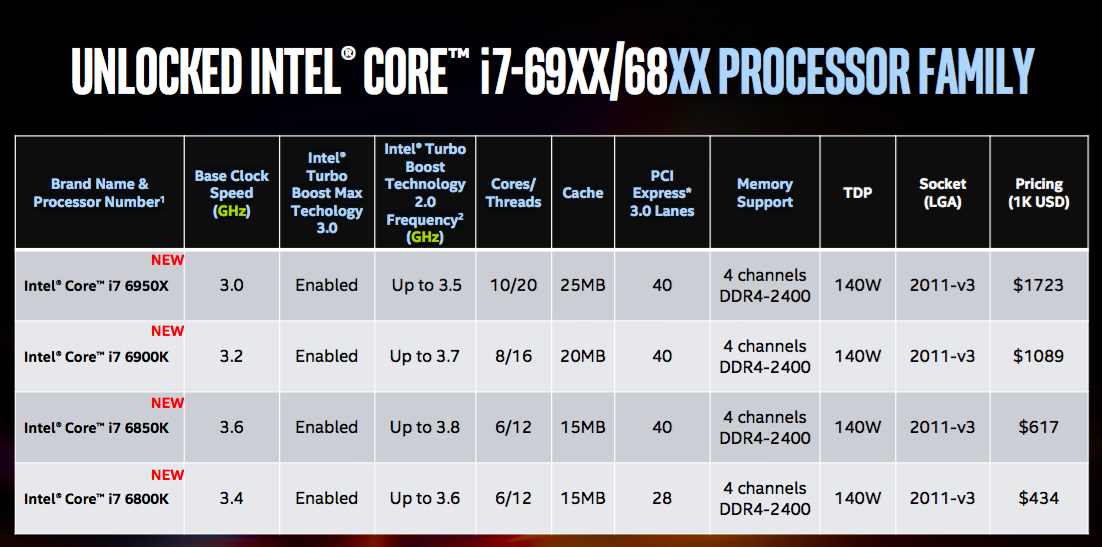 UNLOCKED INTEL® CORE™ i7-69XX/68XX PROCESSOR FAMILY
Brand Name & Processor Number1 | Base Clock Speed (GHz) | Intel® Turbo Boost Max Techology 3.0 | Intel® Turbo Boost Technology 2.0 Frequency2 (GHz) | Cores/ Threads | Cache | PCI Express* 3.0 Lanes | Memory Support | TDP | Socket (LGA) | Pricing (1K USD)
NEW
Intel® Core™ i7 6950X | 3.0 | Enabled | Up to 3.5 | 10/20 | 25MB | 40 | 4 channels DDR4-2400 | 140W | 2011-v3 | $1723
NEW
Intel® Core™ i7 6900K | 3.2 | Enabled | Up to 3.7 | 8/16 | 20MB | 40 | 4 channels DDR4-2400 | 140W | 2011-v3 | $1089
NEW
Intel® Core™ i7 6850K | 3.6 | Enabled | Up to 3.8 | 6/12 | 15MB | 40 | 4 channels DDR4-2400 | 140W | 2011-v3 | $617
NEW
Intel® Core™ i7 6800K | 3.4 | Enabled | Up to 3.6 | 6/12 | 15MB | 28 | 4 channels DDR4-2400 | 140W | 2011-v3 | $434